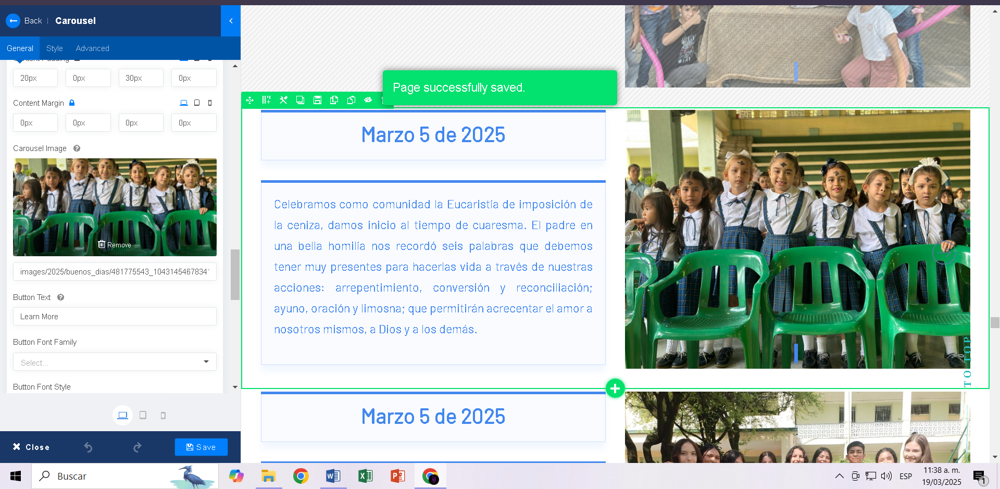 Back
Carousel
General
Style
Advanced
Content Padding
20px
0px
30px
0px
Content Margin
0px
0px
0px
0px
Carousel Image
Remove
images/2025/buenos_dias/481775543_1043145467834
Button Text
Learn More
Button Font Family
Select...
Button Font Style
Close
Save
Page successfully saved.
Marzo 5 de 2025
Celebramos como comunidad la Eucaristía de imposición de
la ceniza, damos inicio al tiempo de cuaresma. El padre en
una bella homilía nos recordó seis palabras que debemos
tener muy presentes para hacerlas vida a través de nuestras
acciones: arrepentimiento, conversión y reconciliación;
ayuno, oración y limosna; que permitirán acrecentar el amor a
nosotros mismos, a Dios y a los demás.
TO TOP
Marzo 5 de 2025
Buscar
ESP
11:38 a. m.
19/03/2025
1